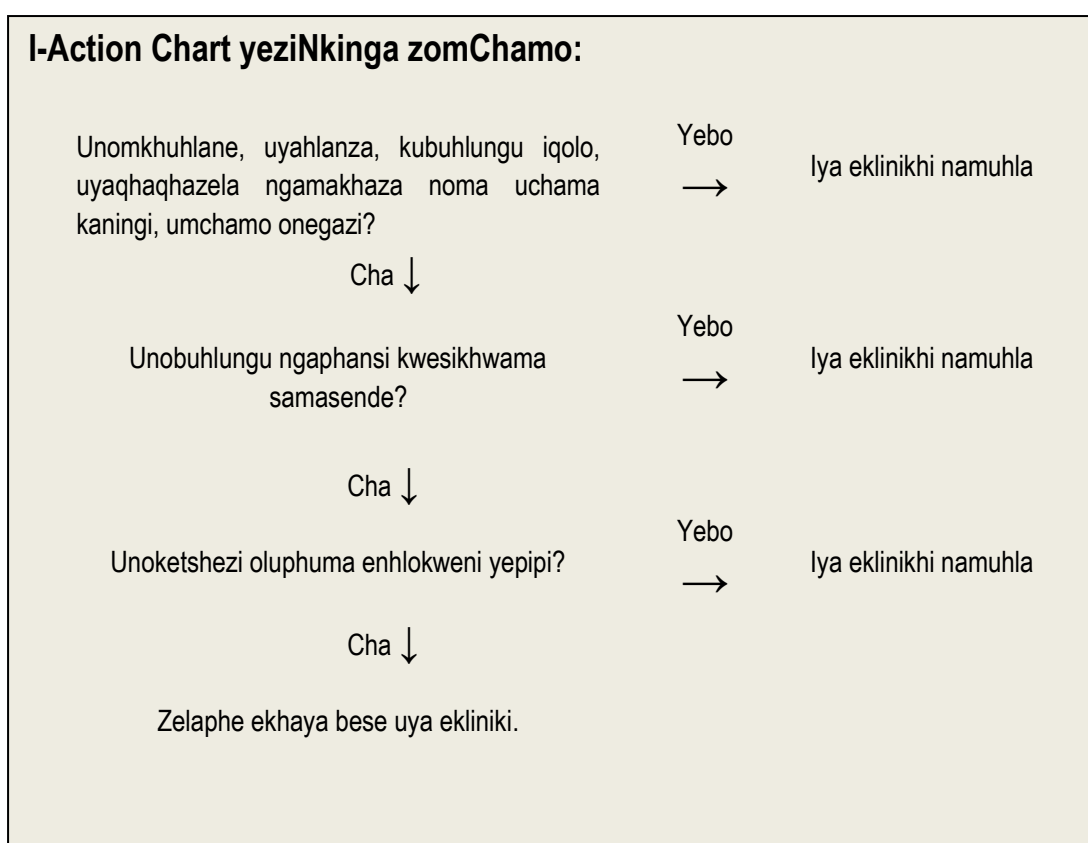 I-Action Chart yeziNkinga zomChamo:
Unomkhuhlane, uyahlanza, kubuhlungu iqolo,
uyaqhaqhazela ngamakhaza noma uchama
kaningi, umchamo onegazi?
Yebo
→
Iya eklinikhi namuhla
Cha ↓
Unobuhlungu ngaphansi kwesikhwama
samasende?
Yebo
→
Iya eklinikhi namuhla
Cha ↓
Unoketshezi oluphuma enhlokweni yepipi?
Yebo
→
Iya eklinikhi namuhla
Cha ↓
Zelaphe ekhaya bese uya ekliniki.